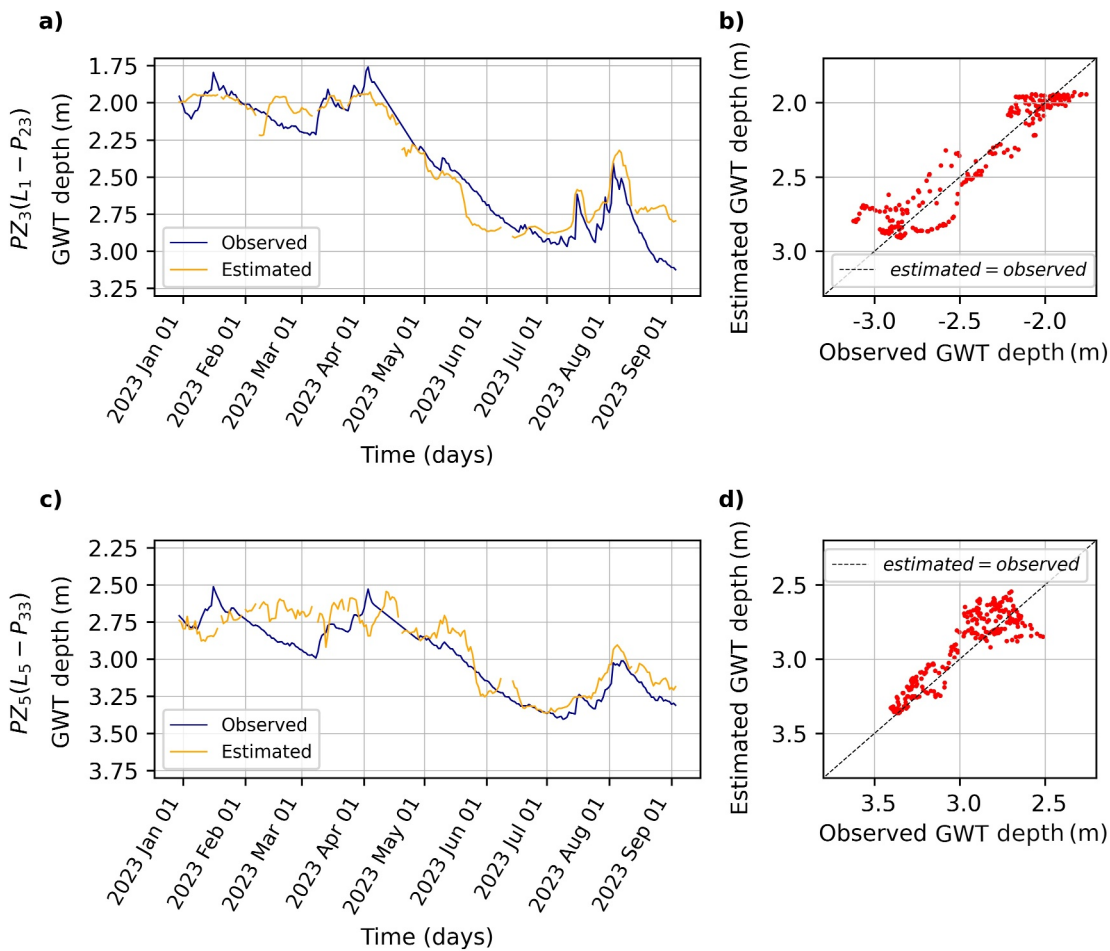 a)
PZ₃(L₁ − P₂₃)
GWT depth (m)
1.75
2.00
2.25
2.50
2.75
3.00
3.25
Observed
Estimated
2023 Jan 01
2023 Feb 01
2023 Mar 01
2023 Apr 01
2023 May 01
2023 Jun 01
2023 Jul 01
2023 Aug 01
2023 Sep 01
Time (days)
b)
Estimated GWT depth (m)
2.0
2.5
3.0
estimated = observed
-3.0
-2.5
-2.0
Observed GWT depth (m)
c)
PZ₅(L₅ − P₃₃)
GWT depth (m)
2.25
2.50
2.75
3.00
3.25
3.50
3.75
Observed
Estimated
2023 Jan 01
2023 Feb 01
2023 Mar 01
2023 Apr 01
2023 May 01
2023 Jun 01
2023 Jul 01
2023 Aug 01
2023 Sep 01
Time (days)
d)
Estimated GWT depth (m)
2.5
3.0
3.5
estimated = observed
3.5
3.0
2.5
Observed GWT depth (m)